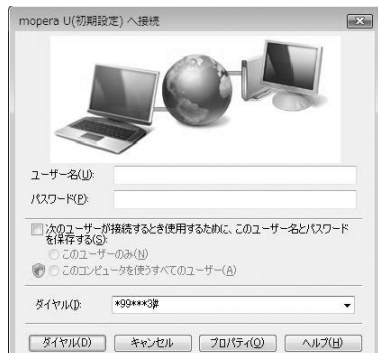 mopera U(初期設定) へ接続
ユーザー名(U):
パスワード(P):
次のユーザーが接続するとき使用するために、このユーザー名とパスワード
を保存する(S):
このユーザーのみ(N)
このコンピュータを使うすべてのユーザー(A)
ダイヤル(I): *99***3#
ダイヤル(D) キャンセル プロパティ(O) ヘルプ(H)